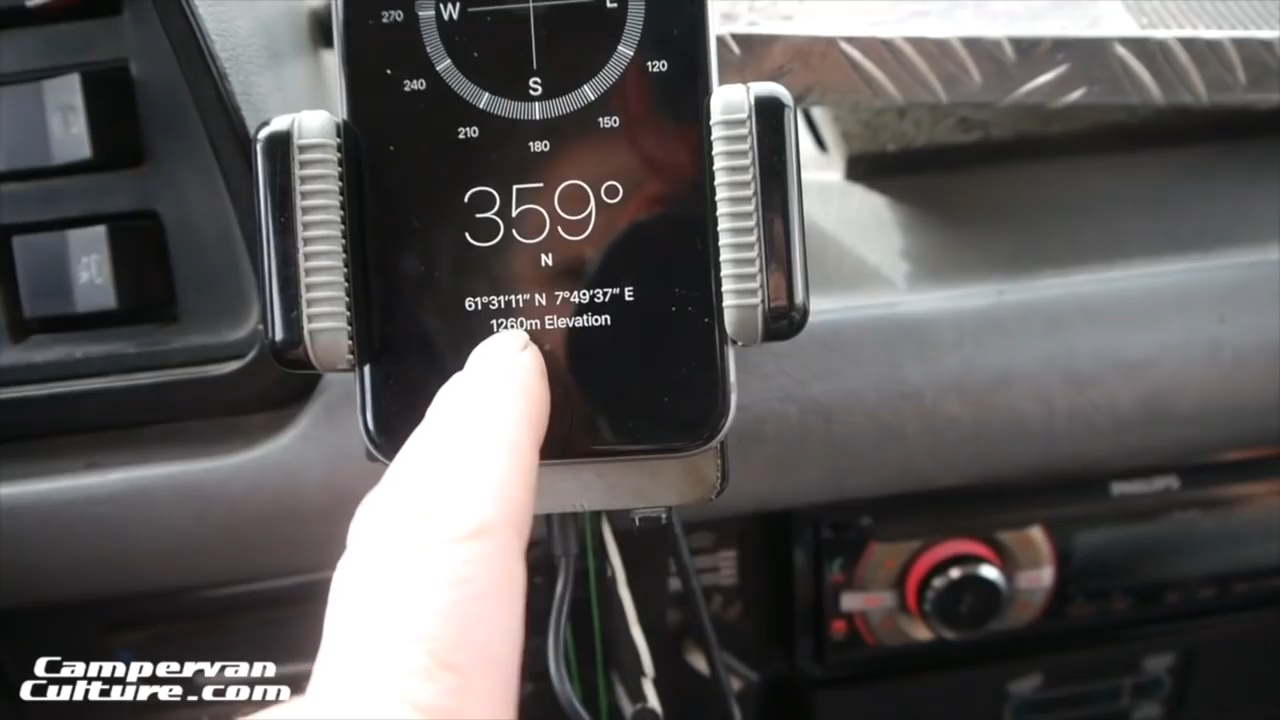 270 W E
240 S 120
210 150
180
359°
N
61°31'11" N 7°49'37" E
1260m Elevation
PHILIPS
Campervan
Culture.com